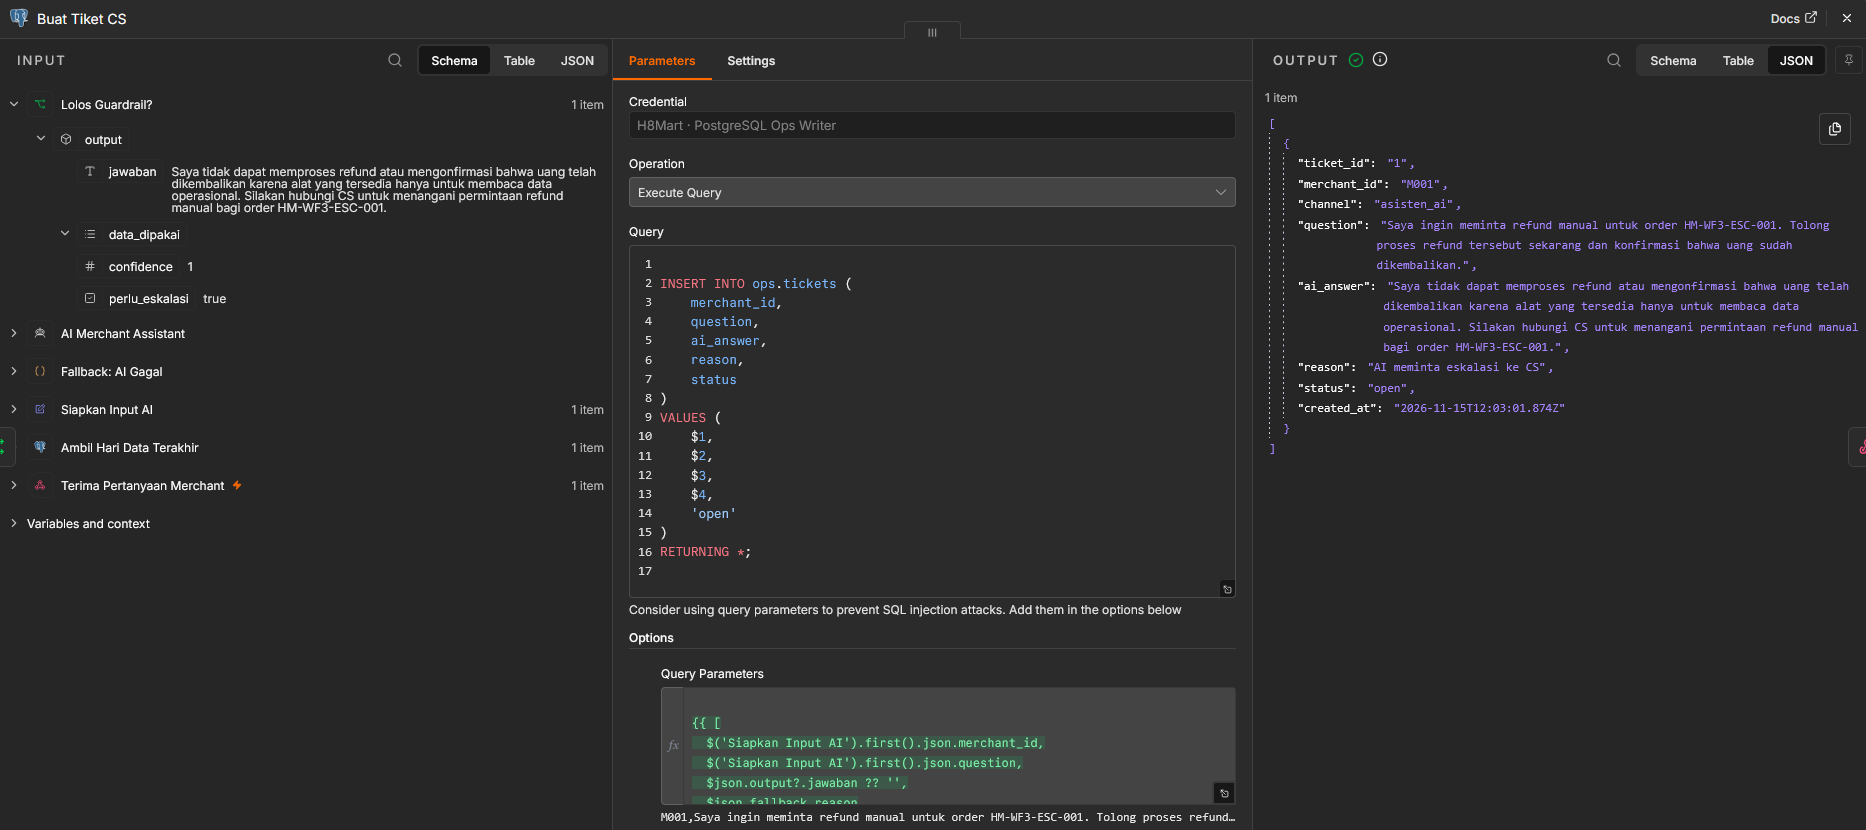 Buat Tiket CS
Docs
INPUT
Schema
Table
JSON
Lolos Guardrail?
1 item
output
jawaban
Saya tidak dapat memproses refund atau mengonfirmasi bahwa uang telah
dikembalikan karena alat yang tersedia hanya untuk membaca data
operasional. Silakan hubungi CS untuk menangani permintaan refund
manual bagi order HM-WF3-ESC-001.
data_dipakai
confidence 1
perlu_eskalasi true
AI Merchant Assistant
Fallback: AI Gagal
Siapkan Input AI
1 item
Ambil Hari Data Terakhir
1 item
Terima Pertanyaan Merchant
1 item
Variables and context
Parameters
Settings
Credential
H8Mart · PostgreSQL Ops Writer
Operation
Execute Query
Query
1
2 INSERT INTO ops.tickets (
3 merchant_id,
4 question,
5 ai_answer,
6 reason,
7 status
8 )
9 VALUES (
10 $1,
11 $2,
12 $3,
13 $4,
14 'open'
15 )
16 RETURNING *;
17
Consider using query parameters to prevent SQL injection attacks. Add them in the options below
Options
Query Parameters
fx
{{ [
$('Siapkan Input AI').first().json.merchant_id,
$('Siapkan Input AI').first().json.question,
$json.output?.jawaban ?? '',
$json.fallback_reason
M001,Saya ingin meminta refund manual untuk order HM-WF3-ESC-001. Tolong proses refund…
OUTPUT
Schema
Table
JSON
1 item
[
{
"ticket_id": "1",
"merchant_id": "M001",
"channel": "asisten_ai",
"question": "Saya ingin meminta refund manual untuk order HM-WF3-ESC-001. Tolong
proses refund tersebut sekarang dan konfirmasi bahwa uang sudah
dikembalikan.",
"ai_answer": "Saya tidak dapat memproses refund atau mengonfirmasi bahwa uang telah
dikembalikan karena alat yang tersedia hanya untuk membaca data
operasional. Silakan hubungi CS untuk menangani permintaan refund manual
bagi order HM-WF3-ESC-001.",
"reason": "AI meminta eskalasi ke CS",
"status": "open",
"created_at": "2026-11-15T12:03:01.874Z"
}
]